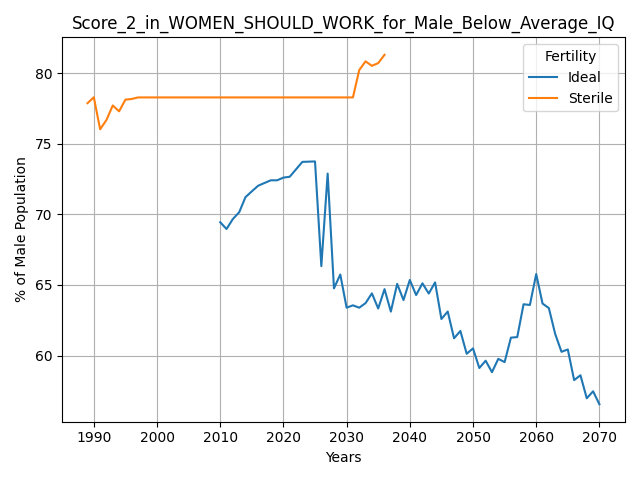 Score_2_in_WOMEN_SHOULD_WORK_for_Male_Below_Average_IQ
Fertility
Ideal
Sterile
% of Male Population
80
75
70
65
60
1990 2000 2010 2020 2030 2040 2050 2060 2070
Years